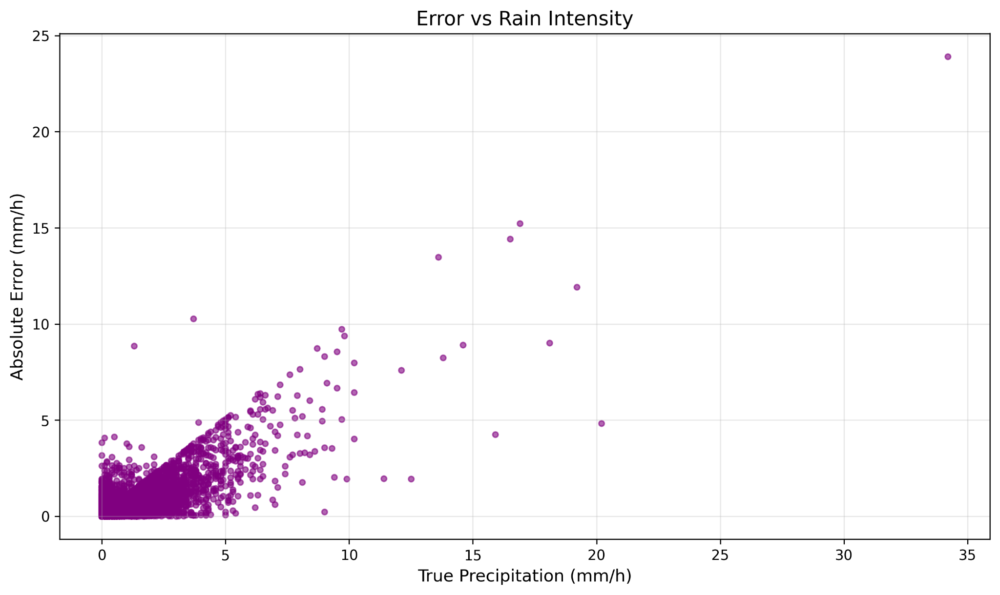 Error vs Rain Intensity
25
20
15
10
5
0
Absolute Error (mm/h)
0 5 10 15 20 25 30 35
True Precipitation (mm/h)